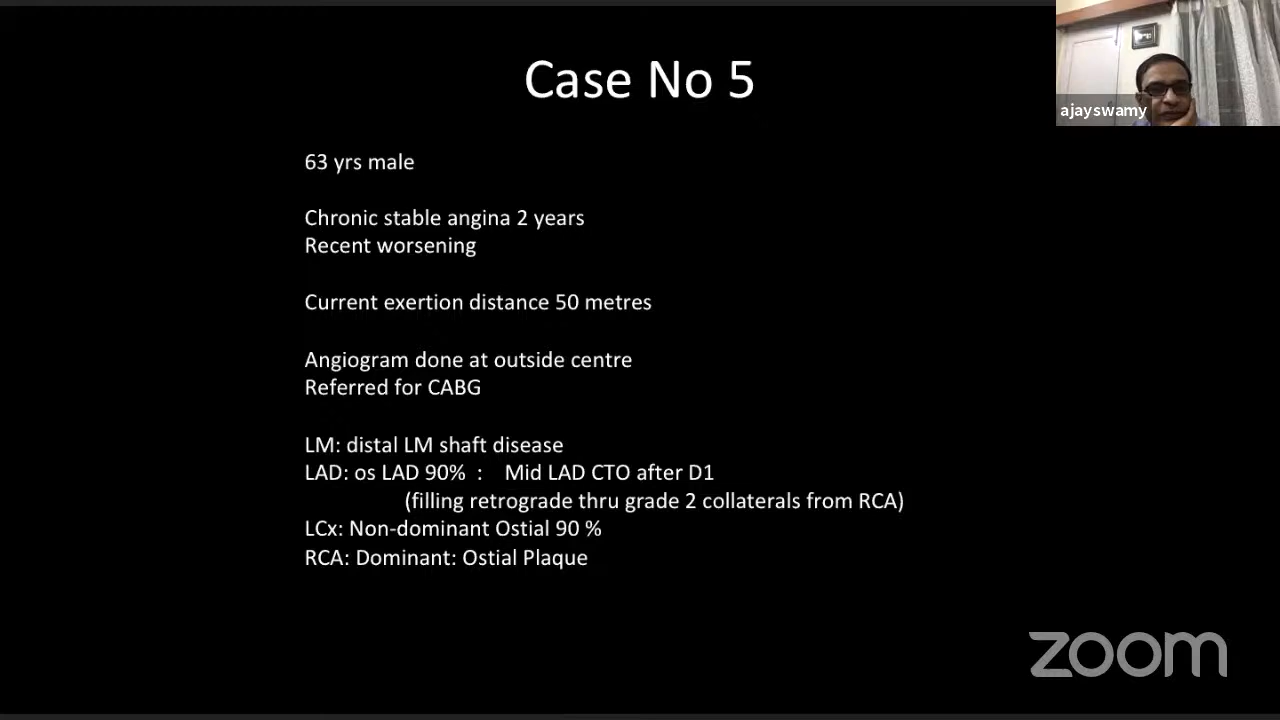 Case No 5
ajayswamy
63 yrs male
Chronic stable angina 2 years
Recent worsening
Current exertion distance 50 metres
Angiogram done at outside centre
Referred for CABG
LM: distal LM shaft disease
LAD: os LAD 90% : Mid LAD CTO after D1
(filling retrograde thru grade 2 collaterals from RCA)
LCx: Non-dominant Ostial 90 %
RCA: Dominant: Ostial Plaque
zoom